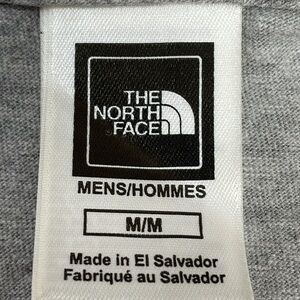 THE
NORTH
FACE
MENS/HOMMES
M/M
Made in El Salvador
Fabriqué au Salvador